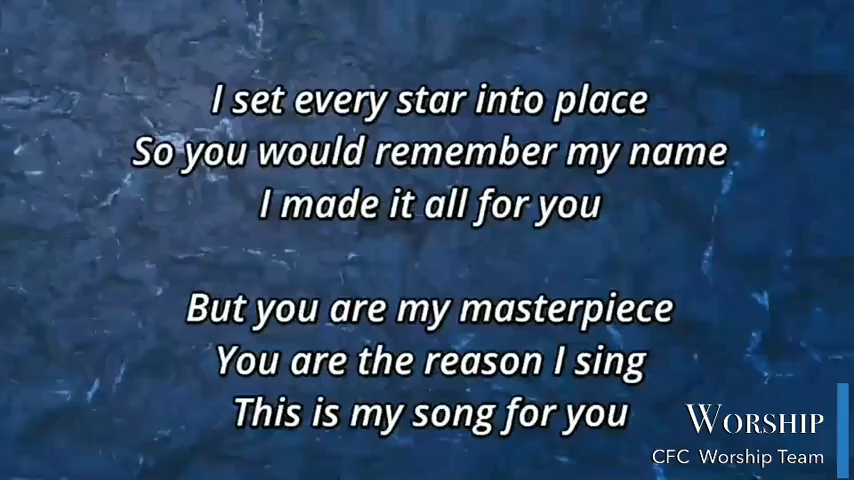 I set every star into place
So you would remember my name
I made it all for you
But you are my masterpiece
You are the reason I sing
This is my song for you
WORSHIP
CFC Worship Team